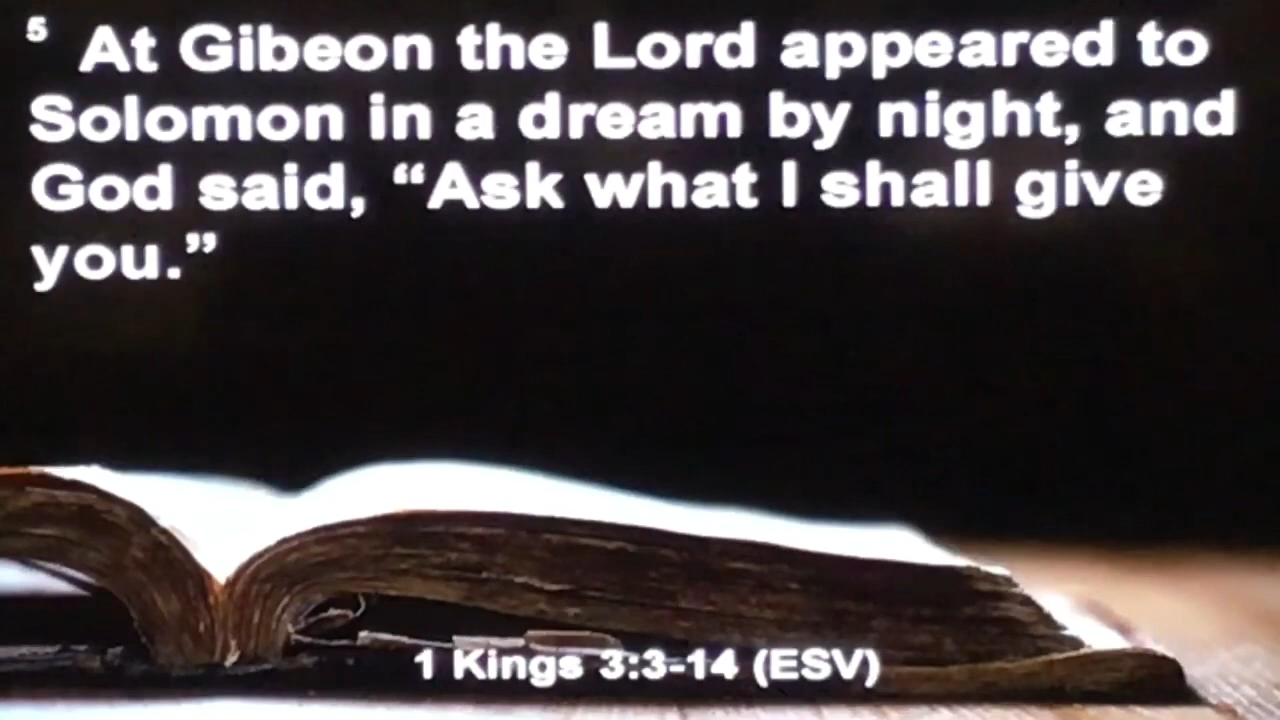 ⁵ At Gibeon the Lord appeared to
Solomon in a dream by night, and
God said, “Ask what I shall give
you.”
1 Kings 3:3-14 (ESV)